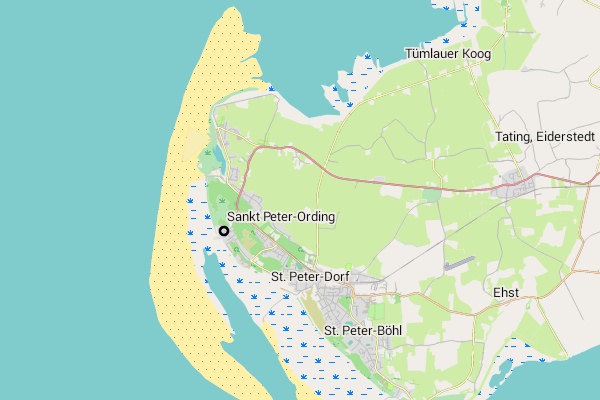 Tümlauer Koog
Tating, Eiderstedt
Sankt Peter-Ording
St. Peter-Dorf
Ehst
St. Peter-Böhl